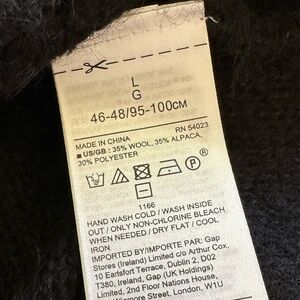 L
G
46-48/95-100CM
MADE IN CHINA RN 54023
■ US/GB : 35% WOOL, 35% ALPACA,
30% POLYESTER
P
1166
HAND WASH COLD / WASH INSIDE
OUT / ONLY NON-CHLORINE BLEACH
WHEN NEEDED / DRY FLAT / COOL
IRON
IMPORTED BY/IMPORTE PAR: Gap
Stores (Ireland) Limited c/o Arthur Cox,
10 Earlsfort Terrace, Dublin 2, D02
T380, Ireland, Gap (UK Holdings)
Limited, 2nd Floor Nations House,
Wigmore Street, London, W1U